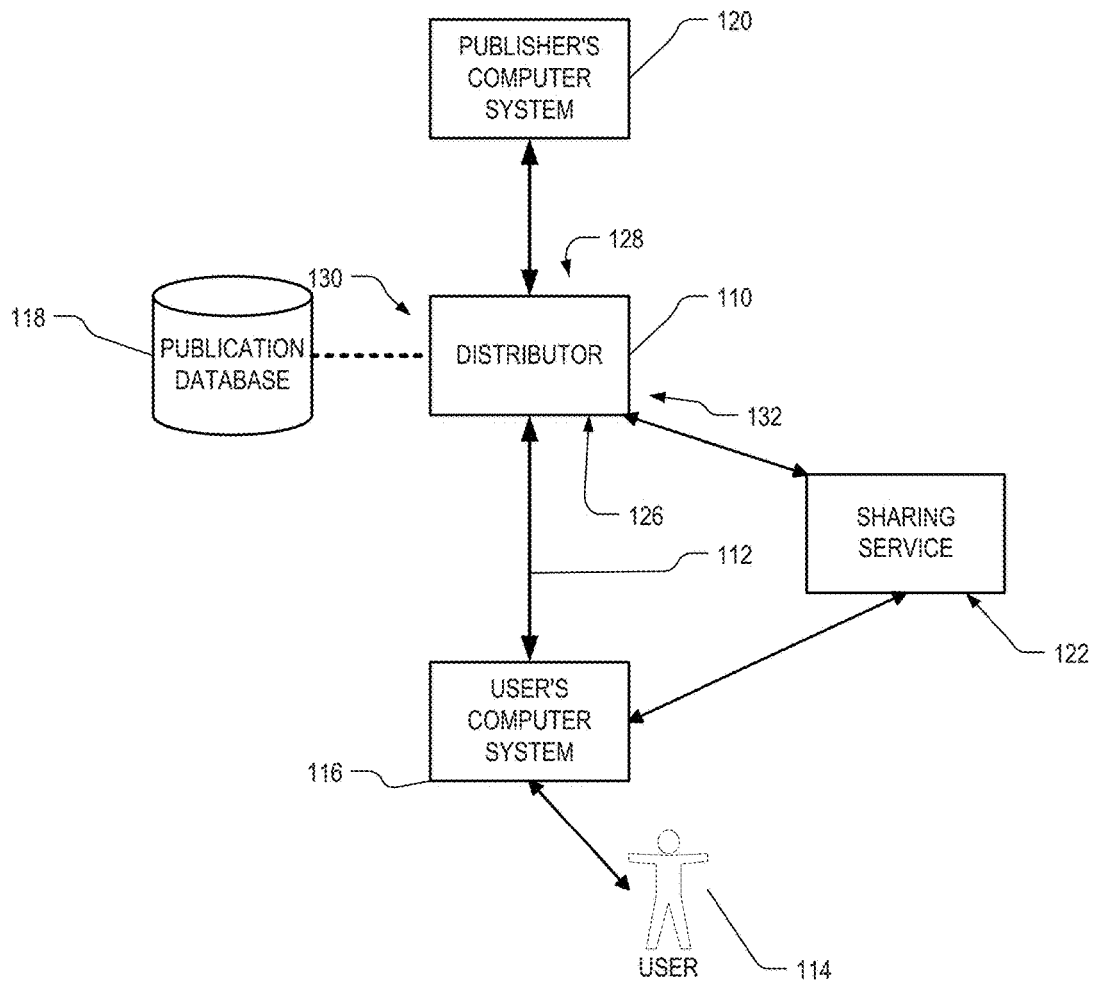 120
PUBLISHER'S
COMPUTER
SYSTEM
128
130
110
118
PUBLICATION
DATABASE
DISTRIBUTOR
132
126
SHARING
SERVICE
112
122
USER'S
COMPUTER
SYSTEM
116
USER
114